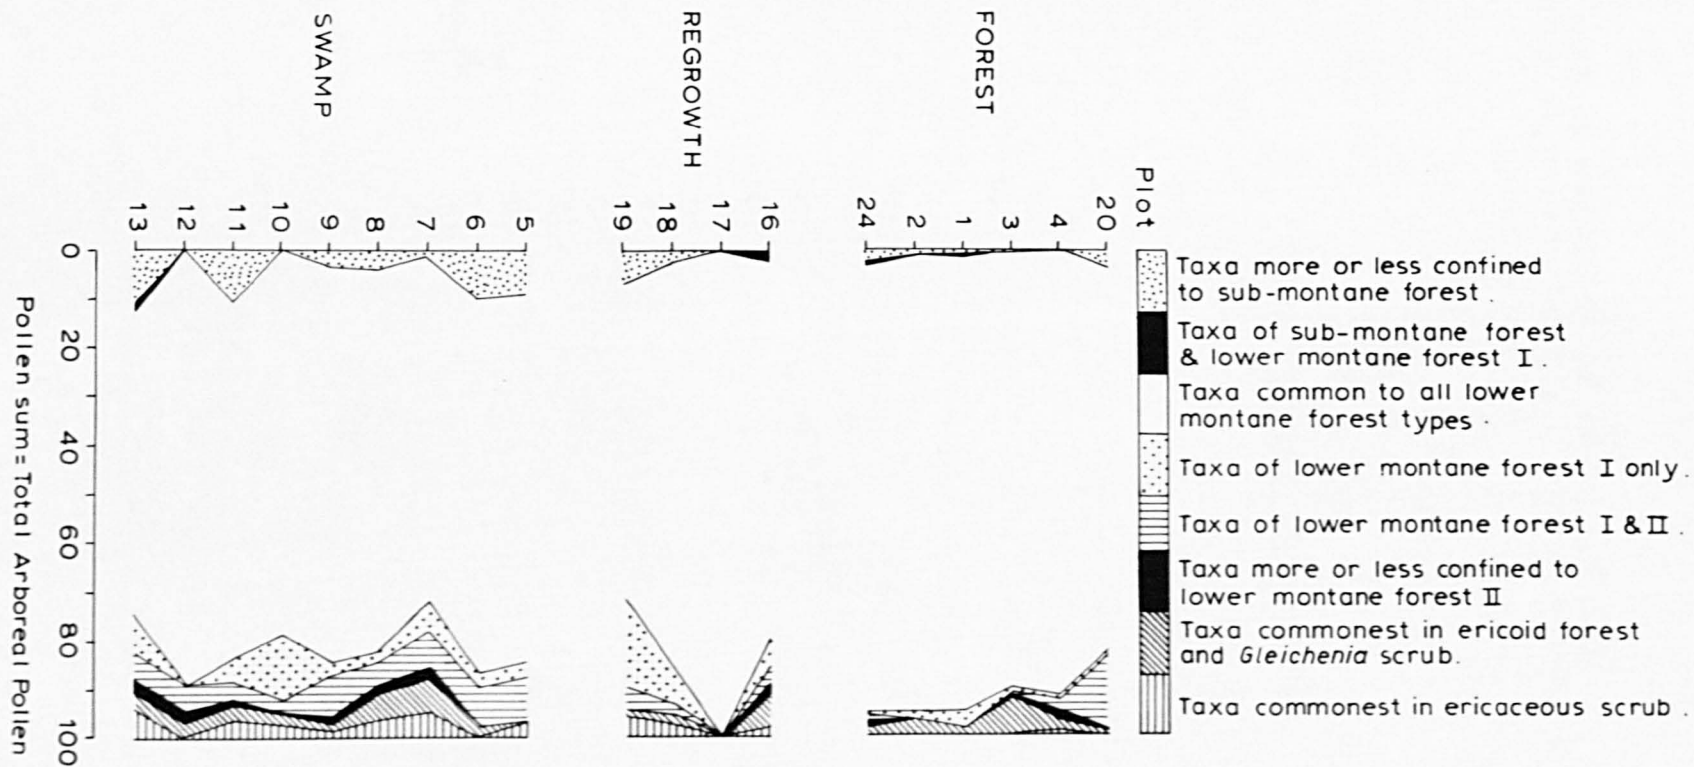 SWAMP
REGROWTH
FOREST
13 12 11 10 9 8 7 6 5
19 18 17 16
24 2 1 3 4 20
Plot
0
20
40
60
80
100
Pollen sum = Total Arboreal Pollen
Taxa more or less confined
to sub-montane forest.
Taxa of sub-montane forest
& lower montane forest I.
Taxa common to all lower
montane forest types.
Taxa of lower montane forest I only.
Taxa of lower montane forest I & II.
Taxa more or less confined to
lower montane forest II
Taxa commonest in ericoid forest
and Gleichenia scrub.
Taxa commonest in ericaceous scrub.